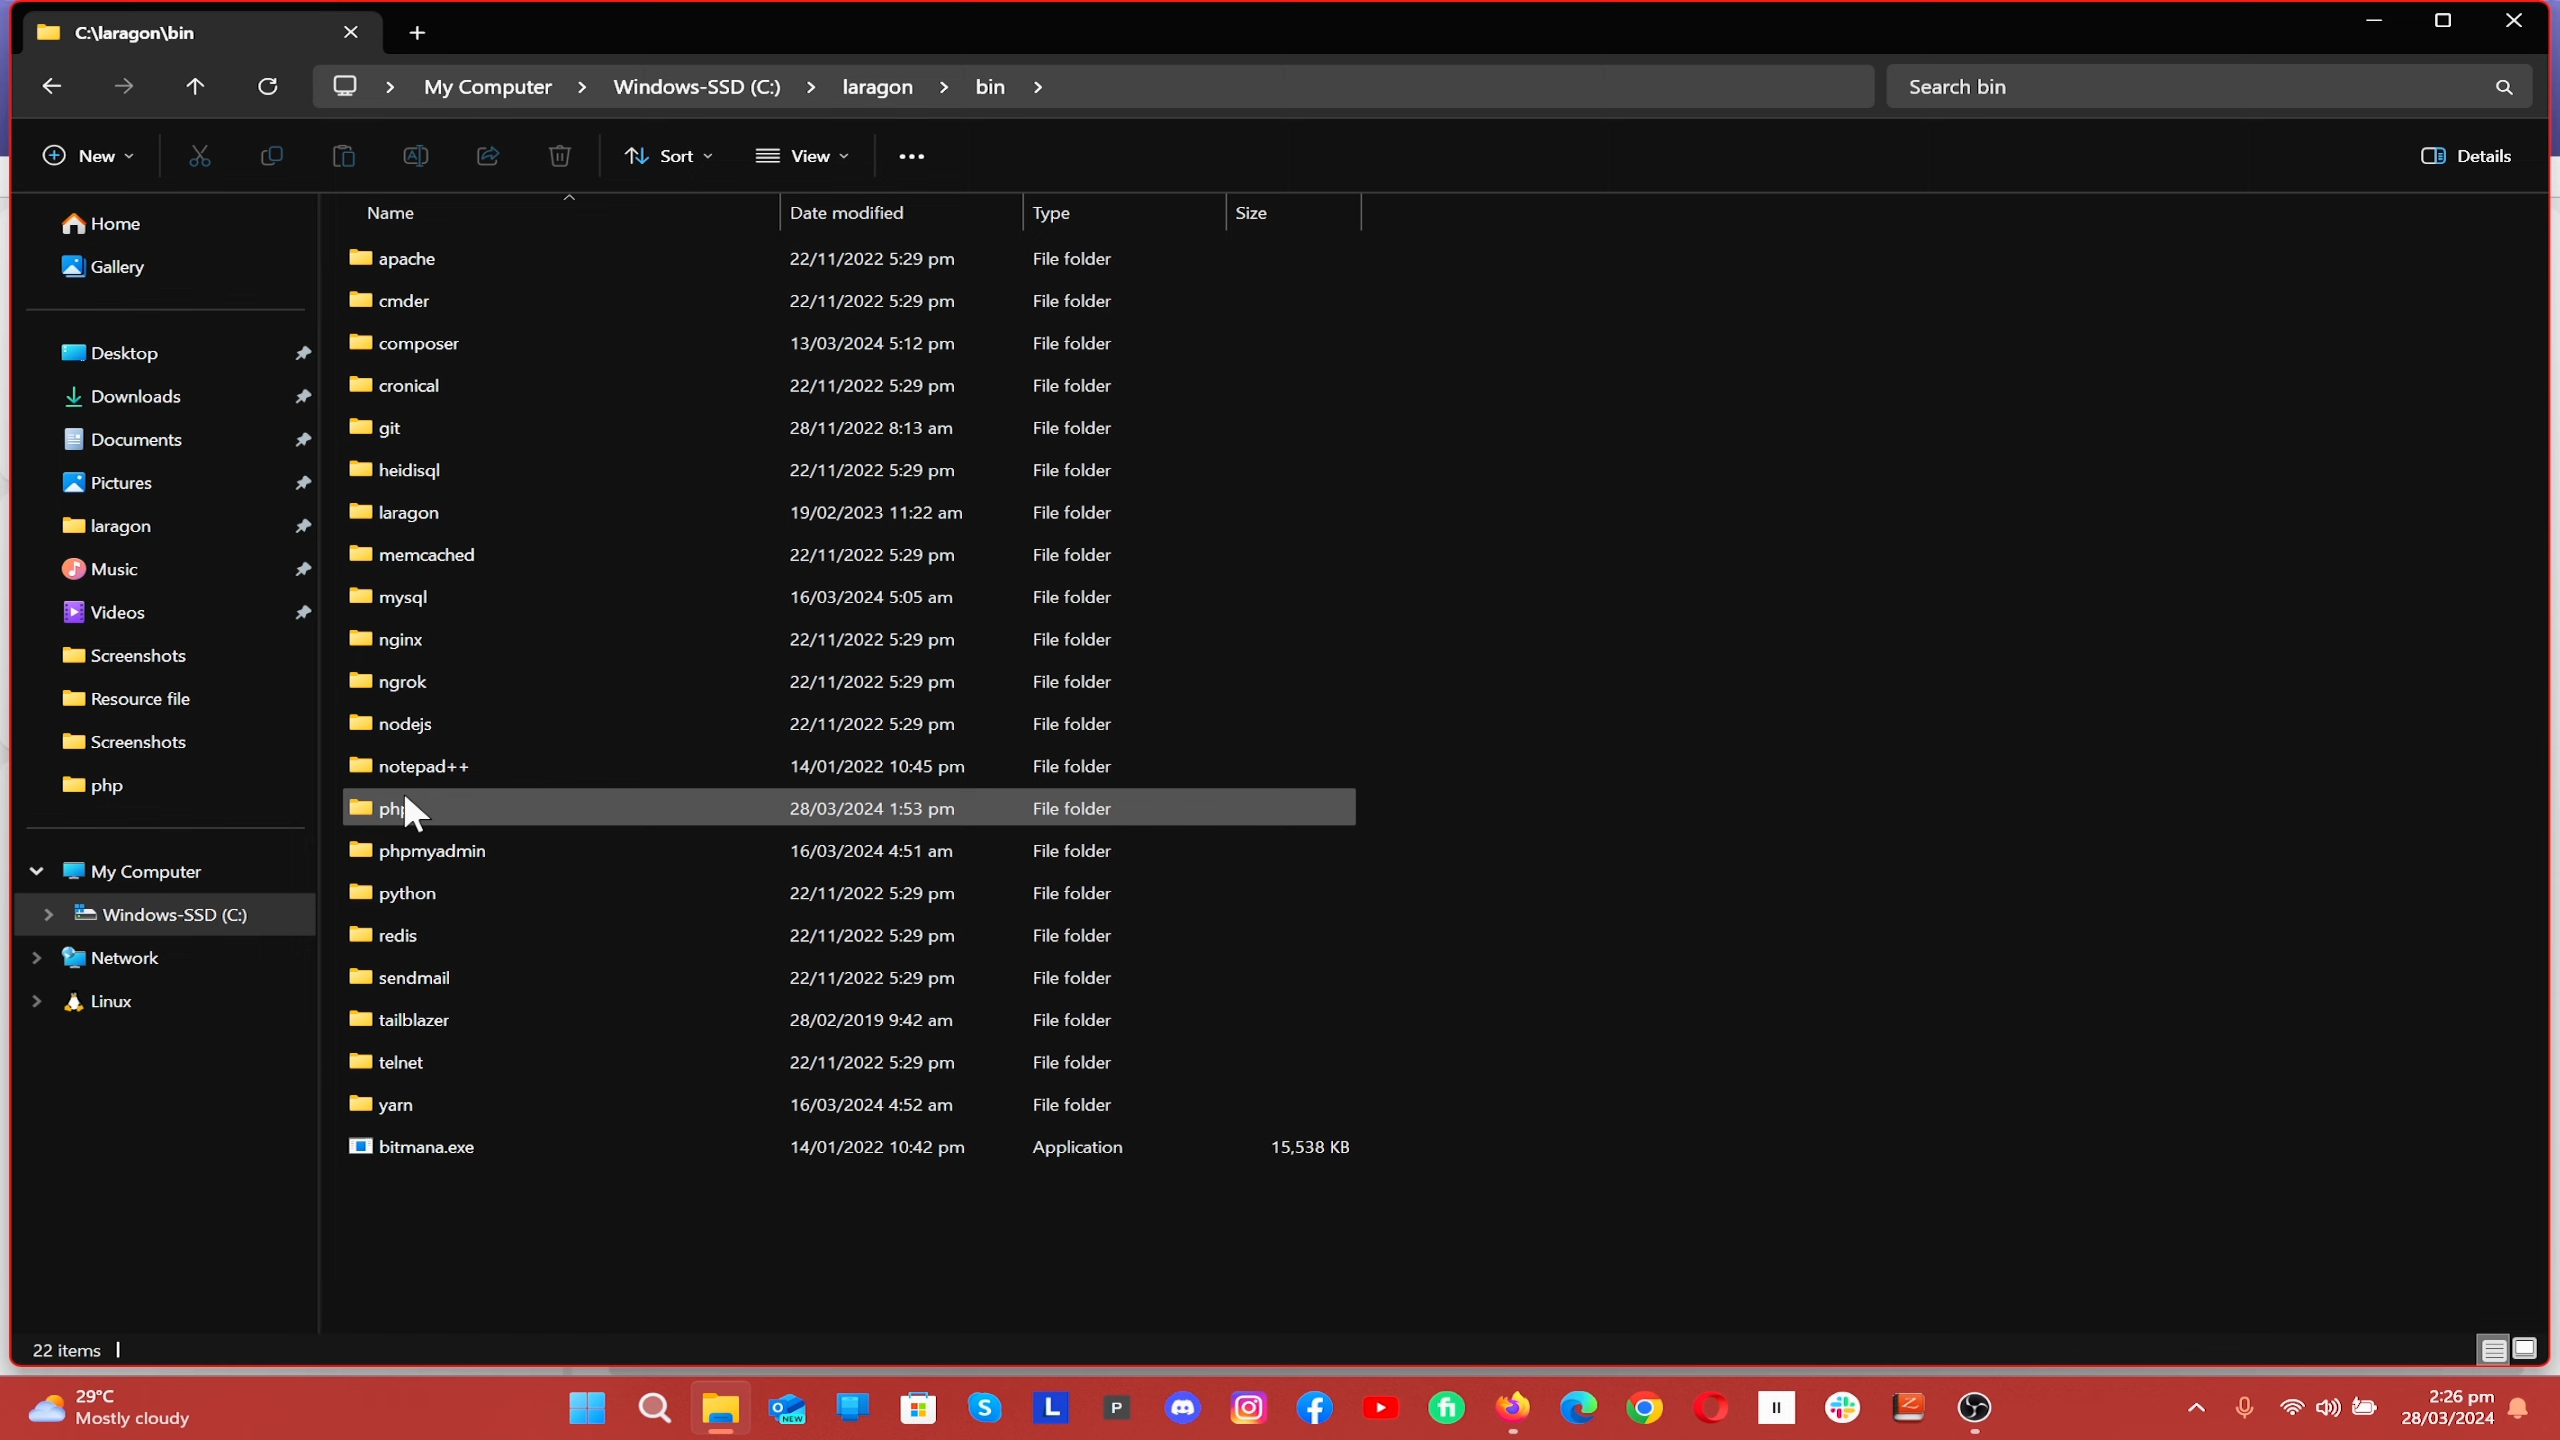 C:\laragon\bin
My Computer Windows-SSD (C:) laragon bin
Search bin
New
Sort
View
Details
Name Date modified Type Size
Home
Gallery
Desktop
Downloads
Documents
Pictures
laragon
Music
Videos
Screenshots
Resource file
Screenshots
php
My Computer
Windows-SSD (C:)
Network
Linux
apache 22/11/2022 5:29 pm File folder
cmder 22/11/2022 5:29 pm File folder
composer 13/03/2024 5:12 pm File folder
cronical 22/11/2022 5:29 pm File folder
git 28/11/2022 8:13 am File folder
heidisql 22/11/2022 5:29 pm File folder
laragon 19/02/2023 11:22 am File folder
memcached 22/11/2022 5:29 pm File folder
mysql 16/03/2024 5:05 am File folder
nginx 22/11/2022 5:29 pm File folder
ngrok 22/11/2022 5:29 pm File folder
nodejs 22/11/2022 5:29 pm File folder
notepad++ 14/01/2022 10:45 pm File folder
php 28/03/2024 1:53 pm File folder
phpmyadmin 16/03/2024 4:51 am File folder
python 22/11/2022 5:29 pm File folder
redis 22/11/2022 5:29 pm File folder
sendmail 22/11/2022 5:29 pm File folder
tailblazer 28/02/2019 9:42 am File folder
telnet 22/11/2022 5:29 pm File folder
yarn 16/03/2024 4:52 am File folder
bitmana.exe 14/01/2022 10:42 pm Application 15,538 KB
22 items
29°C
Mostly cloudy
NEW
L
P
fi
2:26 pm
28/03/2024